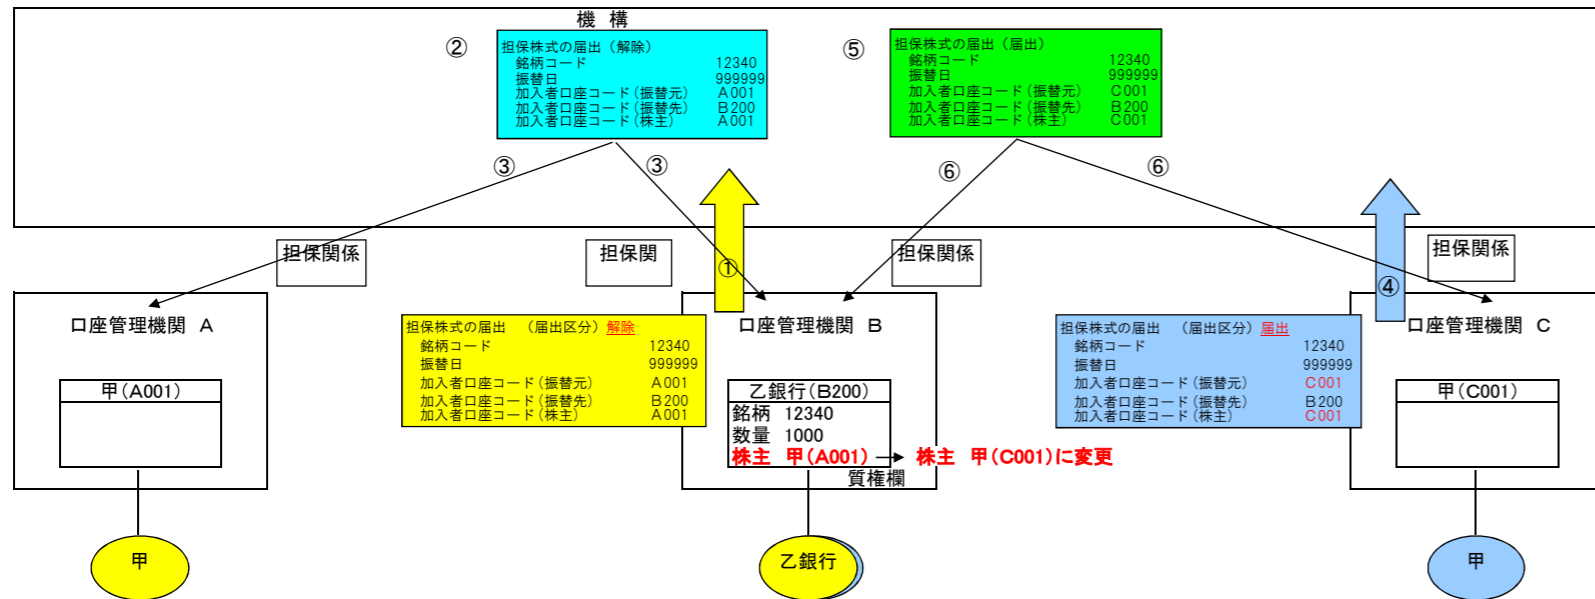 機 構
②
担保株式の届出（解除）
銘柄コード 12340
振替日 999999
加入者口座コード（振替元） A001
加入者口座コード（振替先） B200
加入者口座コード（株主） A001
⑤
担保株式の届出（届出）
銘柄コード 12340
振替日 999999
加入者口座コード（振替元） C001
加入者口座コード（振替先） B200
加入者口座コード（株主） C001
③ ③ ⑥ ⑥
担保関係 担保関 担保関係 担保関係
① ④
口座管理機関 A
甲（A001）
甲
担保株式の届出 （届出区分）解除
銘柄コード 12340
振替日 999999
加入者口座コード（振替元） A001
加入者口座コード（振替先） B200
加入者口座コード（株主） A001
口座管理機関 B
乙銀行（B200）
銘柄 12340
数量 1000
株主 甲（A001） 株主 甲（C001）に変更
質権欄
乙銀行
担保株式の届出 （届出区分）届出
銘柄コード 12340
振替日 999999
加入者口座コード（振替元） C001
加入者口座コード（振替先） B200
加入者口座コード（株主） C001
口座管理機関 C
甲（C001）
甲